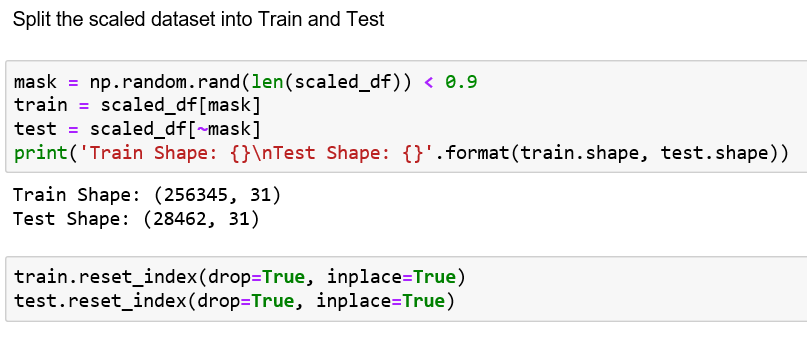 Split the scaled dataset into Train and Test
mask = np.random.rand(len(scaled_df)) < 0.9
train = scaled_df[mask]
test = scaled_df[~mask]
print('Train Shape: {}\nTest Shape: {}'.format(train.shape, test.shape))
Train Shape: (256345, 31)
Test Shape: (28462, 31)
train.reset_index(drop=True, inplace=True)
test.reset_index(drop=True, inplace=True)